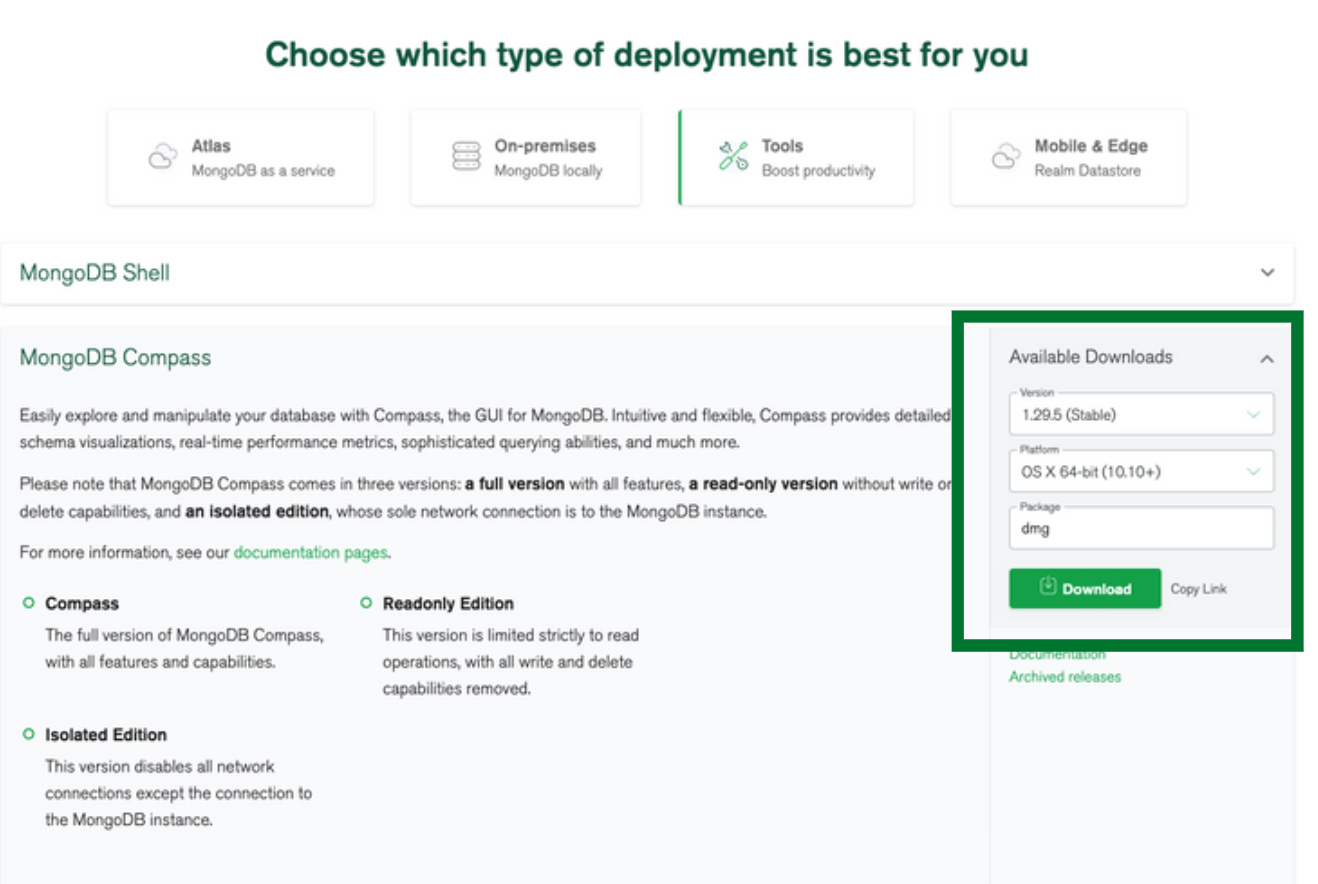 Choose which type of deployment is best for you
Atlas
MongoDB as a service
On-premises
MongoDB locally
Tools
Boost productivity
Mobile & Edge
Realm Datastore
MongoDB Shell
MongoDB Compass
Easily explore and manipulate your database with Compass, the GUI for MongoDB. Intuitive and flexible, Compass provides detailed
schema visualizations, real-time performance metrics, sophisticated querying abilities, and much more.
Please note that MongoDB Compass comes in three versions: a full version with all features, a read-only version without write or
delete capabilities, and an isolated edition, whose sole network connection is to the MongoDB instance.
For more information, see our documentation pages.
Compass
The full version of MongoDB Compass,
with all features and capabilities.
Readonly Edition
This version is limited strictly to read
operations, with all write and delete
capabilities removed.
Isolated Edition
This version disables all network
connections except the connection to
the MongoDB instance.
Available Downloads
Version
1.29.5 (Stable)
Platform
OS X 64-bit (10.10+)
Package
dmg
Download
Copy Link
Documentation
Archived releases